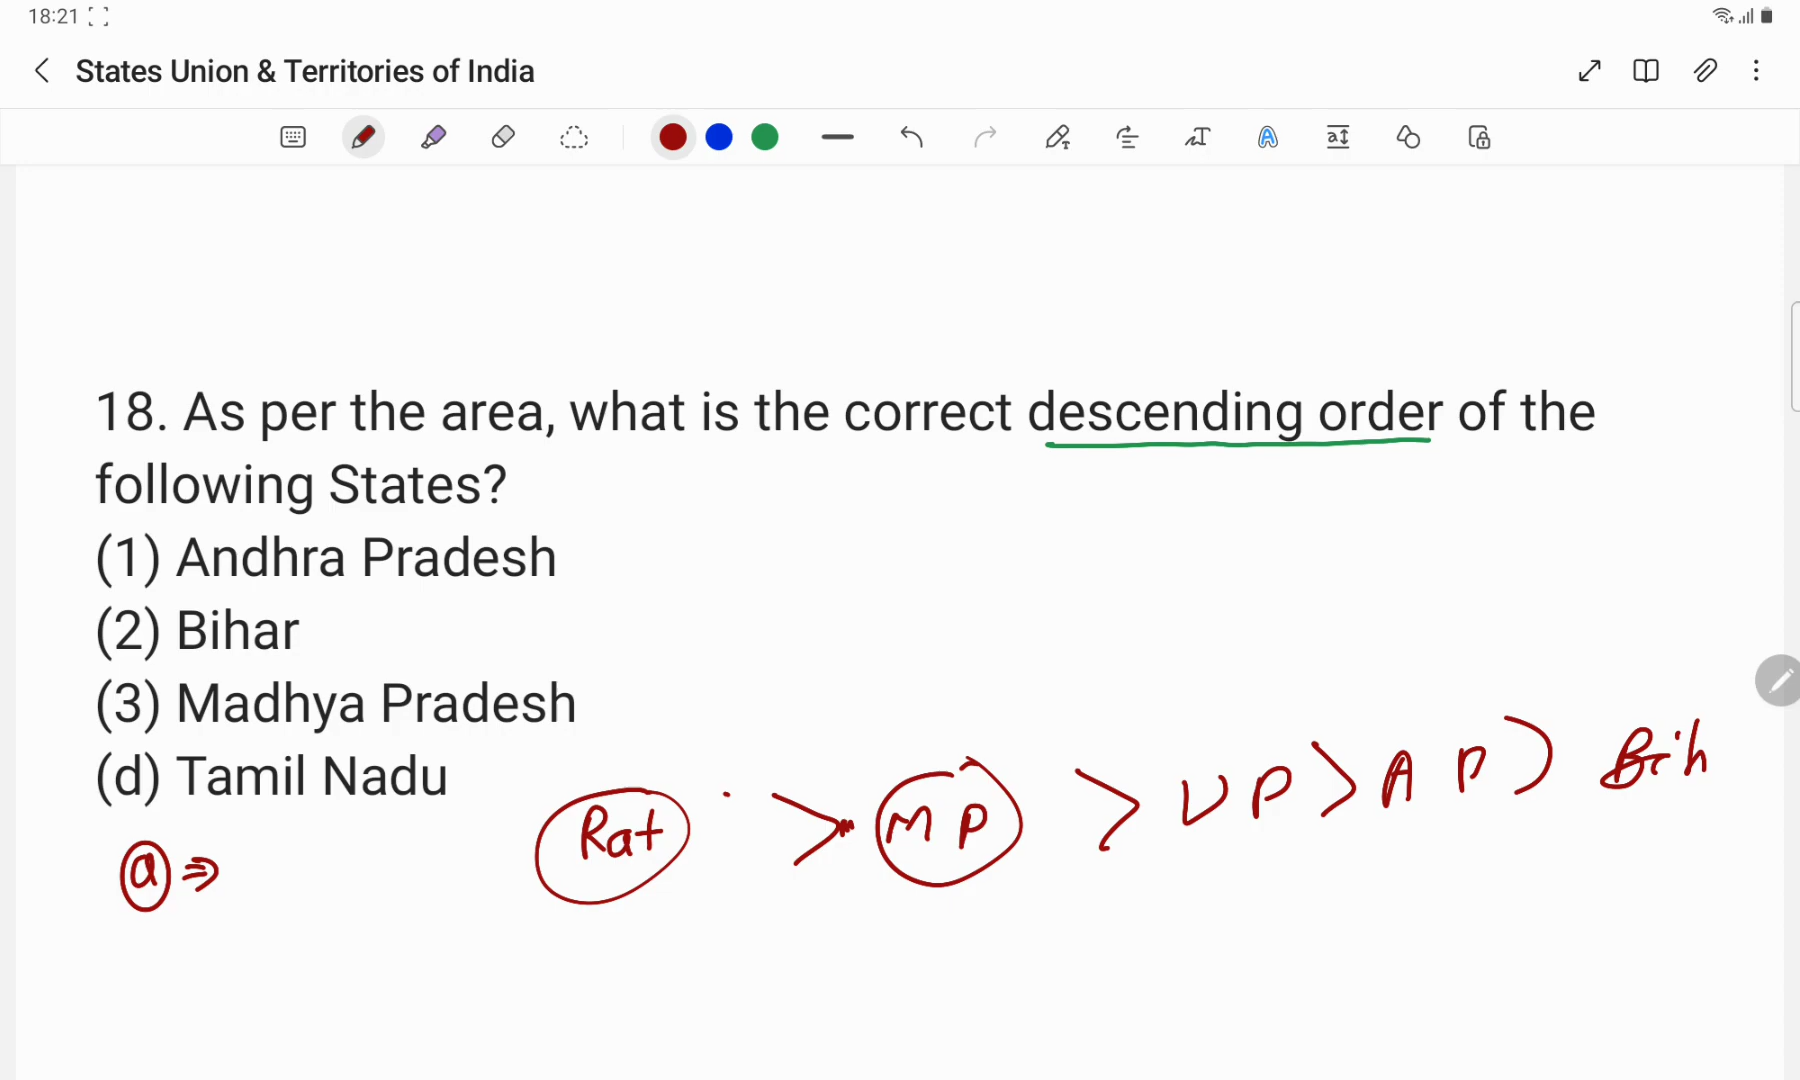 18:21
States Union & Territories of India
18. As per the area, what is the correct descending order of the
following States?
(1) Andhra Pradesh
(2) Bihar
(3) Madhya Pradesh
(d) Tamil Nadu
Rat > MP > UP > AP > Bih
a ⇒